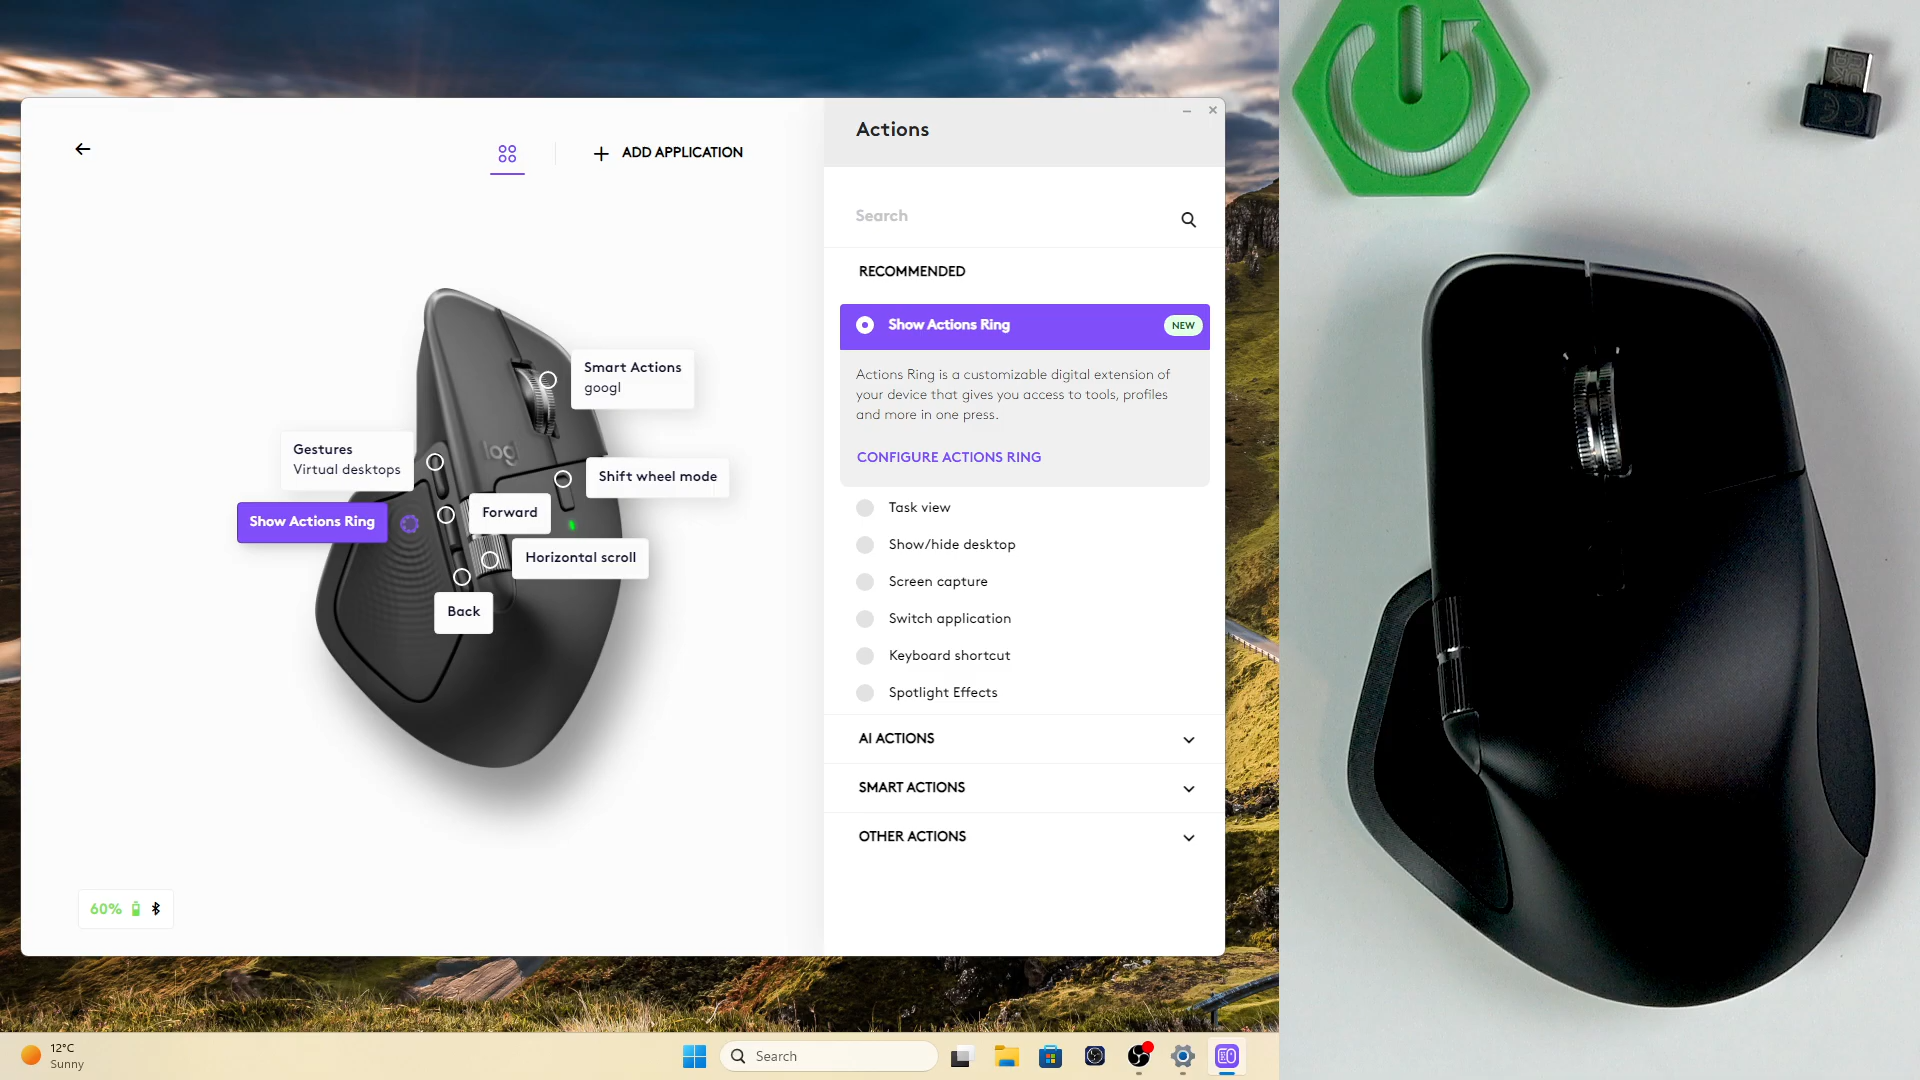 ADD APPLICATION
Actions
Search
RECOMMENDED
Show Actions Ring
NEW
Actions Ring is a customizable digital extension of
your device that gives you access to tools, profiles
and more in one press.
CONFIGURE ACTIONS RING
Task view
Show/hide desktop
Screen capture
Switch application
Keyboard shortcut
Spotlight Effects
AI ACTIONS
SMART ACTIONS
OTHER ACTIONS
Smart Actions
googl
logi
Gestures
Virtual desktops
Shift wheel mode
Show Actions Ring
Forward
Horizontal scroll
Back
60%
12°C
Sunny
Search